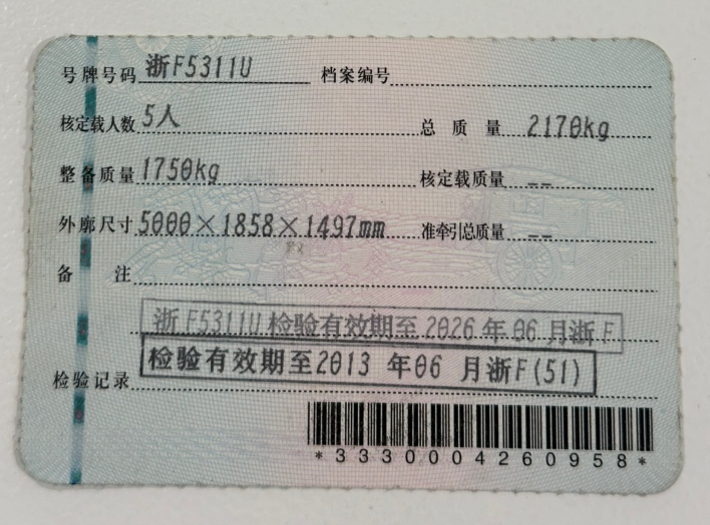 号牌号码 浙F5311U 档案编号
核定载人数 5人 总质量 2170kg
整备质量 1750kg 核定载质量 --
外廓尺寸 5000×1858×1497mm 准牵引总质量 --
备注
浙F5311U检验有效期至2026年06月浙F
检验记录 检验有效期至2013年06月浙F(51)
*3330004260958*